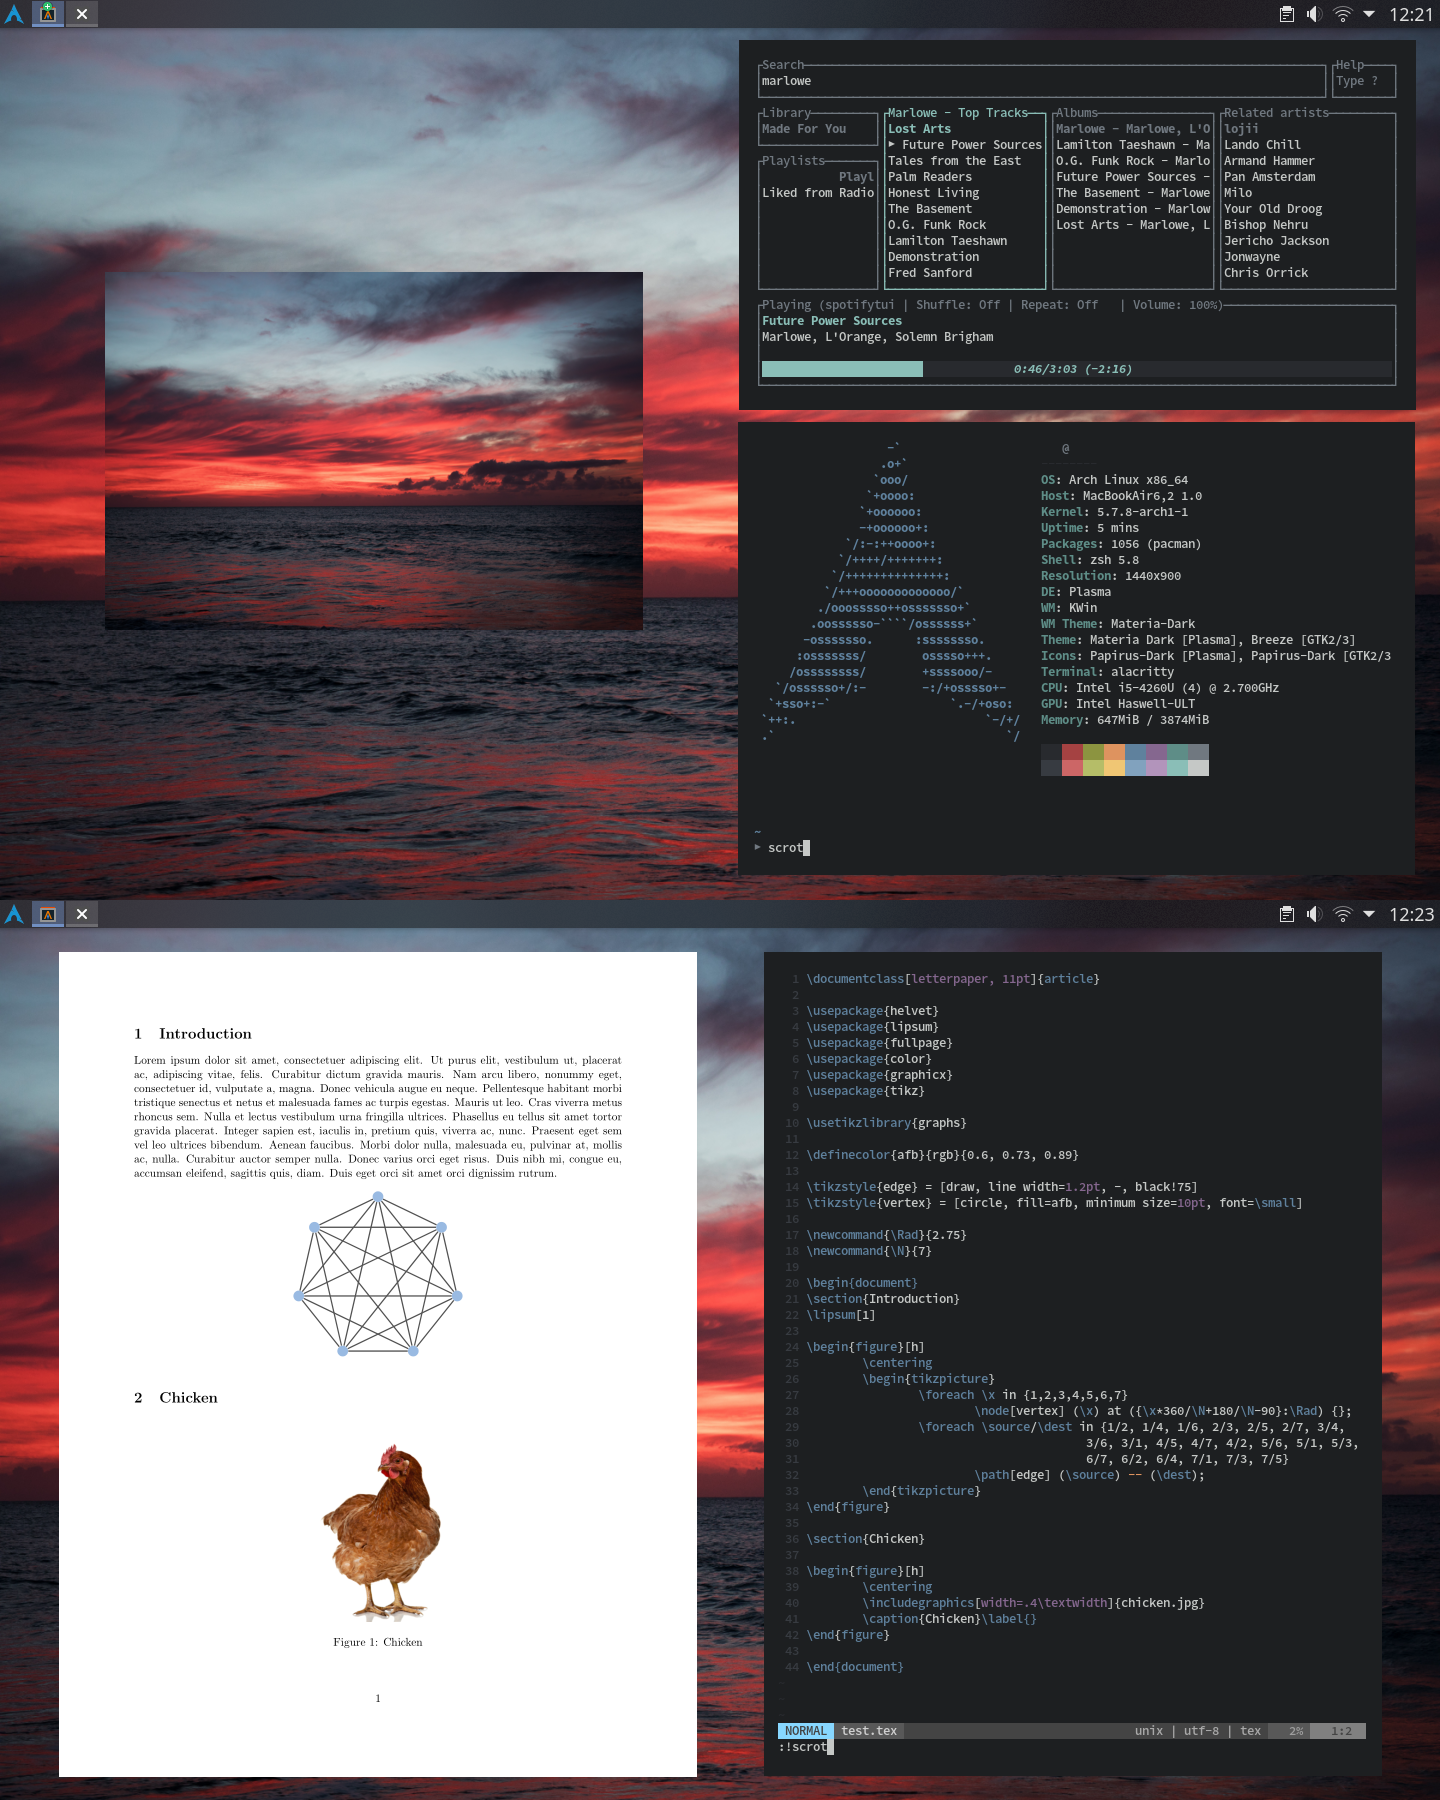 12:21
Search
marlowe
Help
Type ?
Library
Made For You
Playlists
Playl
Liked from Radio
Marlowe - Top Tracks
Lost Arts
▶ Future Power Sources
Tales from the East
Palm Readers
Honest Living
The Basement
O.G. Funk Rock
Lamilton Taeshawn
Demonstration
Fred Sanford
Albums
Marlowe - Marlowe, L'O
Lamilton Taeshawn - Ma
O.G. Funk Rock - Marlo
Future Power Sources -
The Basement - Marlowe
Demonstration - Marlow
Lost Arts - Marlowe, L
Related artists
lojii
Lando Chill
Armand Hammer
Pan Amsterdam
Milo
Your Old Droog
Bishop Nehru
Jericho Jackson
Jonwayne
Chris Orrick
Playing (spotifytui | Shuffle: Off | Repeat: Off   | Volume: 100%)
Future Power Sources
Marlowe, L'Orange, Solemn Brigham
0:46/3:03 (-2:16)
-`
.o+`
`ooo/
`+oooo:
`+oooooo:
-+oooooo+:
`/:-:++oooo+:
`/++++/+++++++:
`/++++++++++++++:
`/+++ooooooooooooo/`
./ooosssso++osssssso+`
.oossssso-````/ossssss+`
-osssssso.      :ssssssso.
:osssssss/        osssso+++.
/ossssssss/        +ssssooo/-
`/ossssso+/:-        -:/+osssso+-
`+sso+:-`                 `.-/+oso:
`++:.                           `-/+/
.`                                 `/
@
--------
OS: Arch Linux x86_64
Host: MacBookAir6,2 1.0
Kernel: 5.7.8-arch1-1
Uptime: 5 mins
Packages: 1056 (pacman)
Shell: zsh 5.8
Resolution: 1440x900
DE: Plasma
WM: KWin
WM Theme: Materia-Dark
Theme: Materia Dark [Plasma], Breeze [GTK2/3]
Icons: Papirus-Dark [Plasma], Papirus-Dark [GTK2/3
Terminal: alacritty
CPU: Intel i5-4260U (4) @ 2.700GHz
GPU: Intel Haswell-ULT
Memory: 647MiB / 3874MiB
~
▶ scrot
12:23
1 Introduction
Lorem ipsum dolor sit amet, consectetuer adipiscing elit. Ut purus elit, vestibulum ut, placerat
ac, adipiscing vitae, felis. Curabitur dictum gravida mauris. Nam arcu libero, nonummy eget,
consectetuer id, vulputate a, magna. Donec vehicula augue eu neque. Pellentesque habitant morbi
tristique senectus et netus et malesuada fames ac turpis egestas. Mauris ut leo. Cras viverra metus
rhoncus sem. Nulla et lectus vestibulum urna fringilla ultrices. Phasellus eu tellus sit amet tortor
gravida placerat. Integer sapien est, iaculis in, pretium quis, viverra ac, nunc. Praesent eget sem
vel leo ultrices bibendum. Aenean faucibus. Morbi dolor nulla, malesuada eu, pulvinar at, mollis
ac, nulla. Curabitur auctor semper nulla. Donec varius orci eget risus. Duis nibh mi, congue eu,
accumsan eleifend, sagittis quis, diam. Duis eget orci sit amet orci dignissim rutrum.
2 Chicken
Figure 1: Chicken
1
1 \documentclass[letterpaper, 11pt]{article}
2
3 \usepackage{helvet}
4 \usepackage{lipsum}
5 \usepackage{fullpage}
6 \usepackage{color}
7 \usepackage{graphicx}
8 \usepackage{tikz}
9
10 \usetikzlibrary{graphs}
11
12 \definecolor{afb}{rgb}{0.6, 0.73, 0.89}
13
14 \tikzstyle{edge} = [draw, line width=1.2pt, -, black!75]
15 \tikzstyle{vertex} = [circle, fill=afb, minimum size=10pt, font=\small]
16
17 \newcommand{\Rad}{2.75}
18 \newcommand{\N}{7}
19
20 \begin{document}
21 \section{Introduction}
22 \lipsum[1]
23
24 \begin{figure}[h]
25 \centering
26 \begin{tikzpicture}
27 \foreach \x in {1,2,3,4,5,6,7}
28 \node[vertex] (\x) at ({\x*360/\N+180/\N-90}:\Rad) {};
29 \foreach \source/\dest in {1/2, 1/4, 1/6, 2/3, 2/5, 2/7, 3/4,
30 3/6, 3/1, 4/5, 4/7, 4/2, 5/6, 5/1, 5/3,
31 6/7, 6/2, 6/4, 7/1, 7/3, 7/5}
32 \path[edge] (\source) -- (\dest);
33 \end{tikzpicture}
34 \end{figure}
35
36 \section{Chicken}
37
38 \begin{figure}[h]
39 \centering
40 \includegraphics[width=.4\textwidth]{chicken.jpg}
41 \caption{Chicken}\label{}
42 \end{figure}
43
44 \end{document}
~
~
NORMAL test.tex unix | utf-8 | tex 2% 1:2
:!scrot